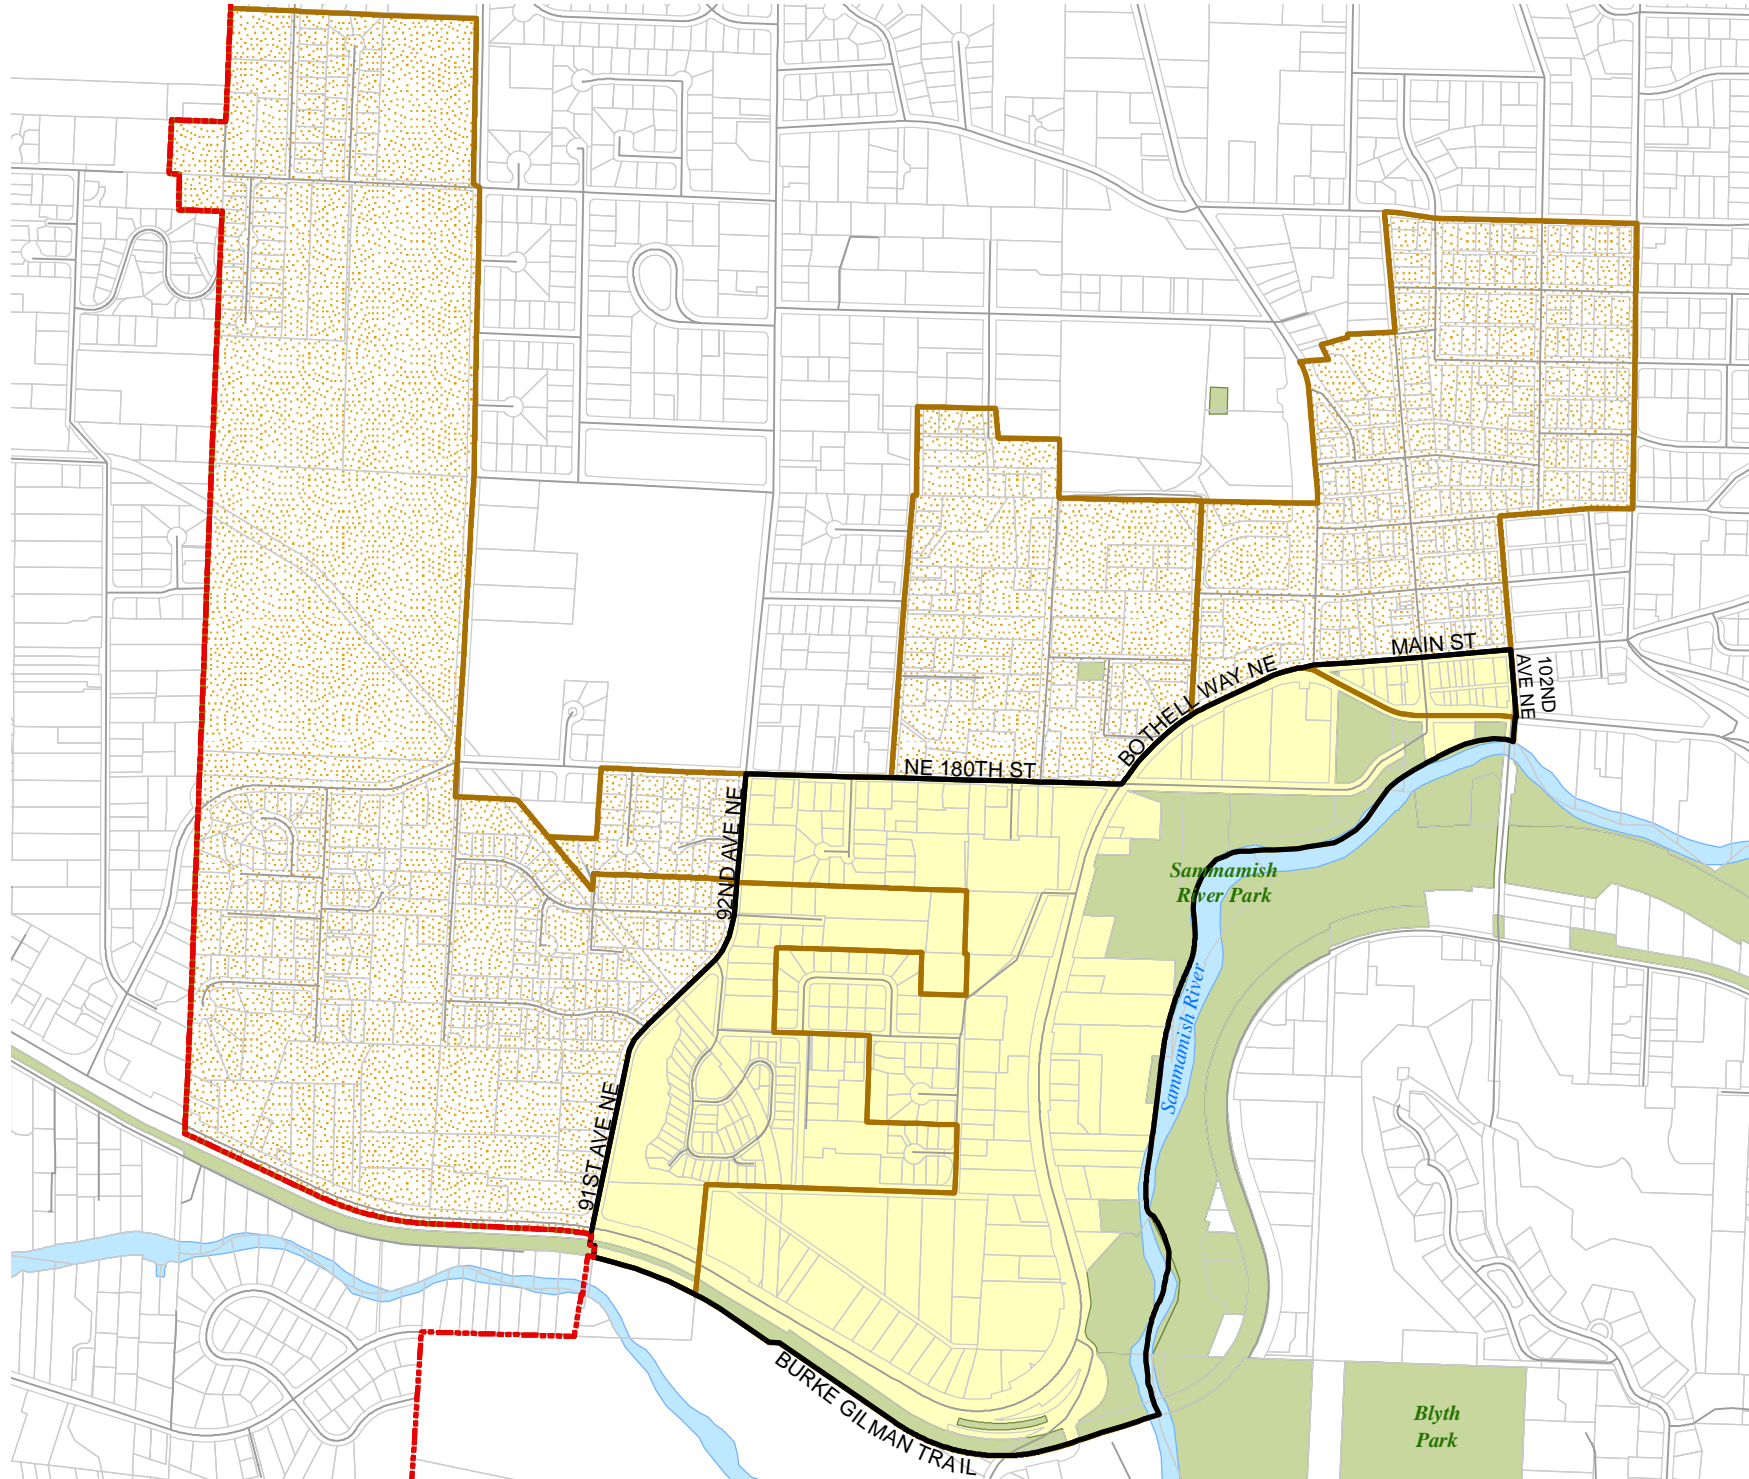 MAIN ST
102ND
AVE NE
BOTHELL WAY NE
NE 180TH ST
92ND AVE NE
Sammamish
River Park
Sammamish River
91ST AVE NE
BURKE GILMAN TRAIL
Blyth
Park